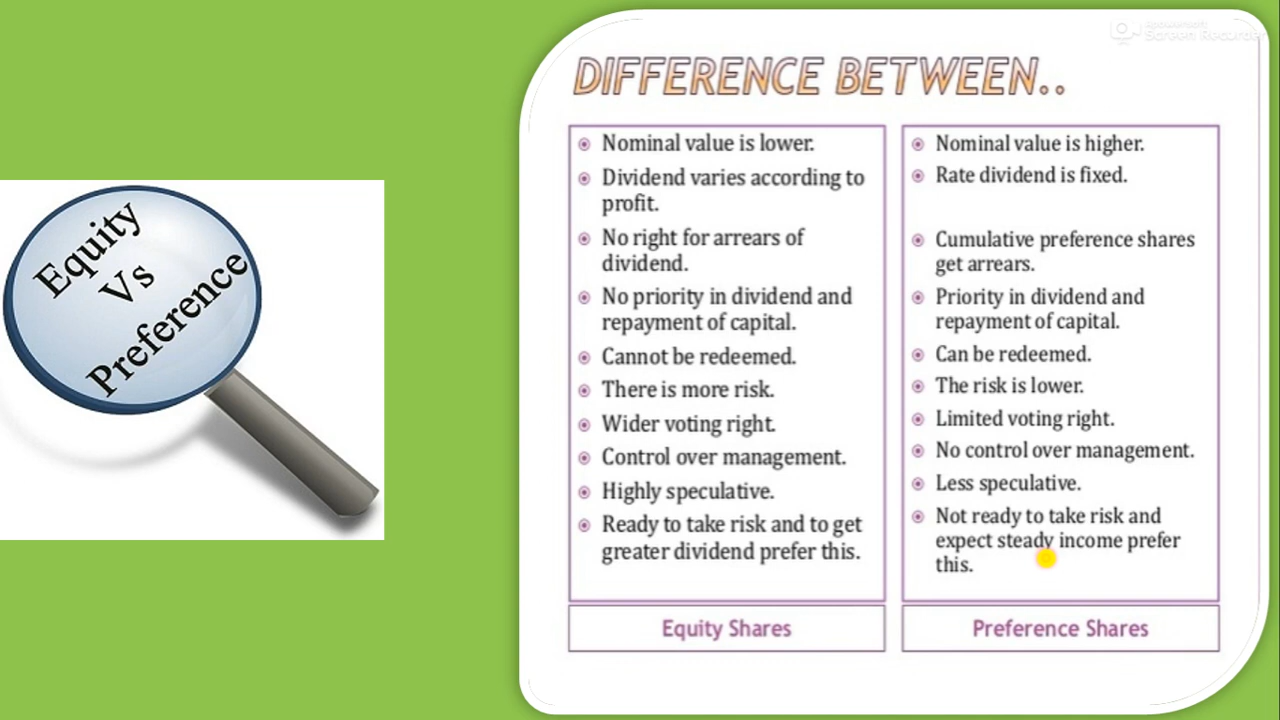 Equity
Vs
Preference
Apowersoft
Screen Recorder
DIFFERENCE BETWEEN..
Nominal value is lower.
Dividend varies according to
profit.
No right for arrears of
dividend.
No priority in dividend and
repayment of capital.
Cannot be redeemed.
There is more risk.
Wider voting right.
Control over management.
Highly speculative.
Ready to take risk and to get
greater dividend prefer this.
Equity Shares
Nominal value is higher.
Rate dividend is fixed.
Cumulative preference shares
get arrears.
Priority in dividend and
repayment of capital.
Can be redeemed.
The risk is lower.
Limited voting right.
No control over management.
Less speculative.
Not ready to take risk and
expect steady income prefer
this.
Preference Shares